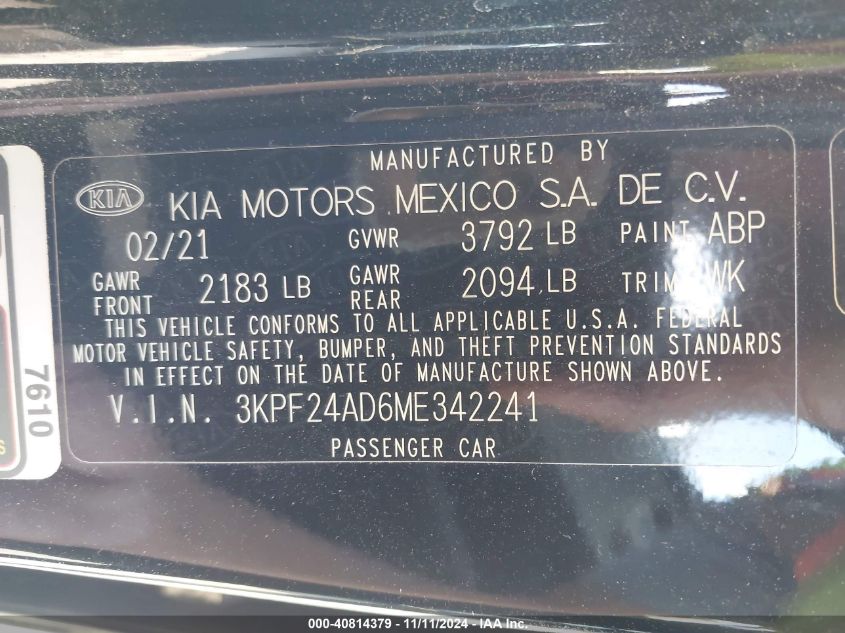 MANUFACTURED BY
KIA KIA MOTORS MEXICO S.A. DE C.V.
02/21 GVWR 3792 LB PAINT ABP
GAWR FRONT 2183 LB GAWR REAR 2094 LB TRIM WK
THIS VEHICLE CONFORMS TO ALL APPLICABLE U.S.A. FEDERAL
MOTOR VEHICLE SAFETY, BUMPER, AND THEFT PREVENTION STANDARDS
IN EFFECT ON THE DATE OF MANUFACTURE SHOWN ABOVE.
V.I.N. 3KPF24AD6ME342241
PASSENGER CAR
7610
000-40814379 - 11/11/2024 - IAA, Inc.